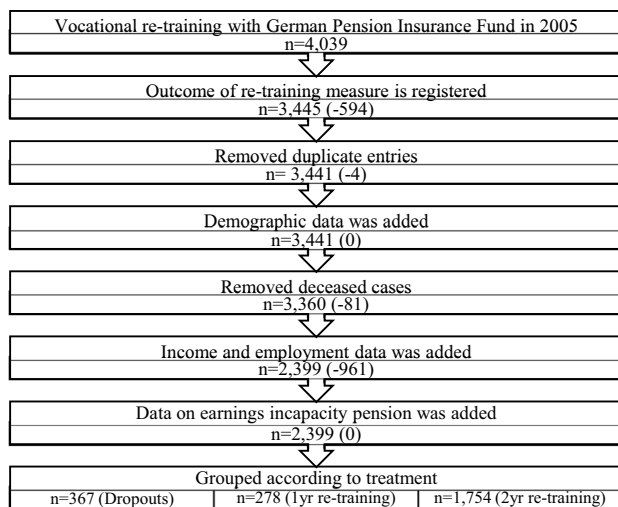 Vocational re-training with German Pension Insurance Fund in 2005
n=4,039
Outcome of re-training measure is registered
n=3,445 (-594)
Removed duplicate entries
n= 3,441 (-4)
Demographic data was added
n=3,441 (0)
Removed deceased cases
n=3,360 (-81)
Income and employment data was added
n=2,399 (-961)
Data on earnings incapacity pension was added
n=2,399 (0)
Grouped according to treatment
n=367 (Dropouts) n=278 (1yr re-training) n=1,754 (2yr re-training)